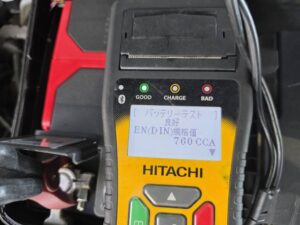 GOOD CHARGE BAD
[ バッテリーテスト ]
良好
EN(DIN)規格値
760 CCA
▼
HITACHI